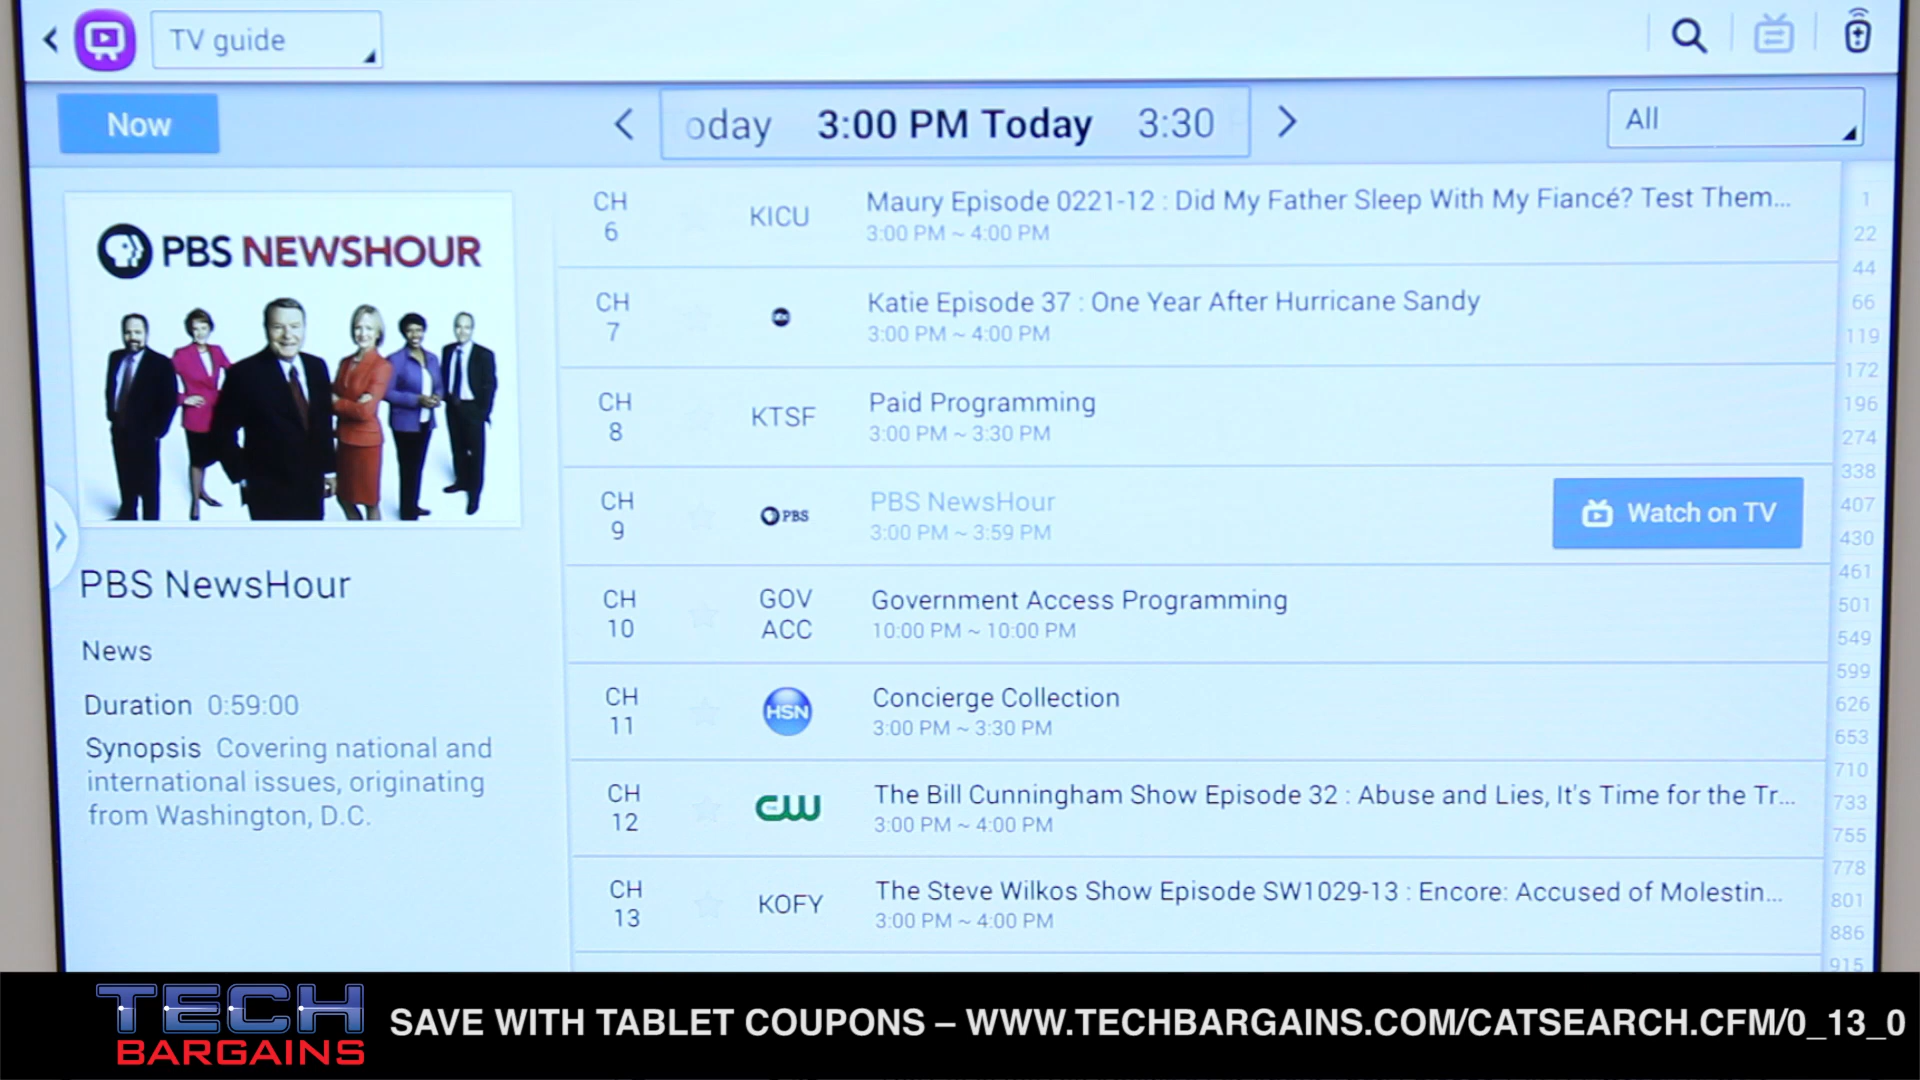 TV guide
Now
oday 3:00 PM Today 3:30
All
PBS NEWSHOUR
PBS NewsHour
News
Duration 0:59:00
Synopsis Covering national and
international issues, originating
from Washington, D.C.
CH
6
KICU
Maury Episode 0221-12 : Did My Father Sleep With My Fiancé? Test Them...
3:00 PM ~ 4:00 PM
CH
7
abc
Katie Episode 37 : One Year After Hurricane Sandy
3:00 PM ~ 4:00 PM
CH
8
KTSF
Paid Programming
3:00 PM ~ 3:30 PM
CH
9
PBS
PBS NewsHour
3:00 PM ~ 3:59 PM
Watch on TV
CH
10
GOV
ACC
Government Access Programming
10:00 PM ~ 10:00 PM
CH
11
HSN
Concierge Collection
3:00 PM ~ 3:30 PM
CH
12
THE CW
The Bill Cunningham Show Episode 32 : Abuse and Lies, It's Time for the Tr...
3:00 PM ~ 4:00 PM
CH
13
KOFY
The Steve Wilkos Show Episode SW1029-13 : Encore: Accused of Molestin...
3:00 PM ~ 4:00 PM
1
22
44
66
119
172
196
274
338
407
430
461
501
549
599
626
653
710
733
755
778
801
886
915
TECH
BARGAINS
SAVE WITH TABLET COUPONS – WWW.TECHBARGAINS.COM/CATSEARCH.CFM/0_13_0